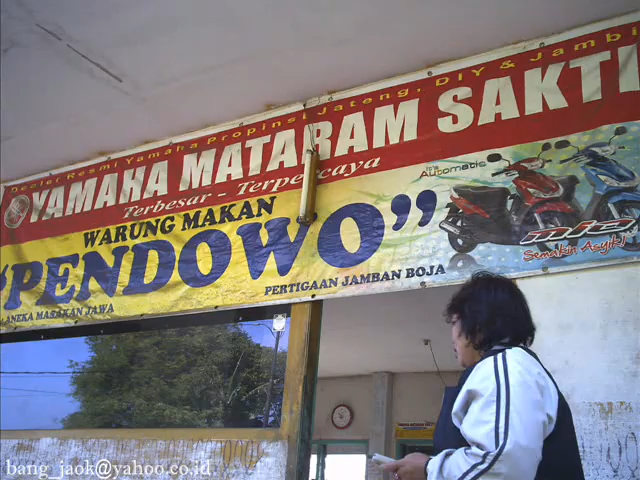 Dealer Resmi Yamaha Propinsi Jateng, DIY & Jambi
YAMAHA MATARAM SAKTI
Terbesar - Terpercaya
WARUNG MAKAN
"PENDOWO"
ANEKA MASAKAN JAWA
PERTIGAAN JAMBAN BOJA
It's Automatic
mio
Semakin Asyik!
bang_jaok@yahoo.co.id